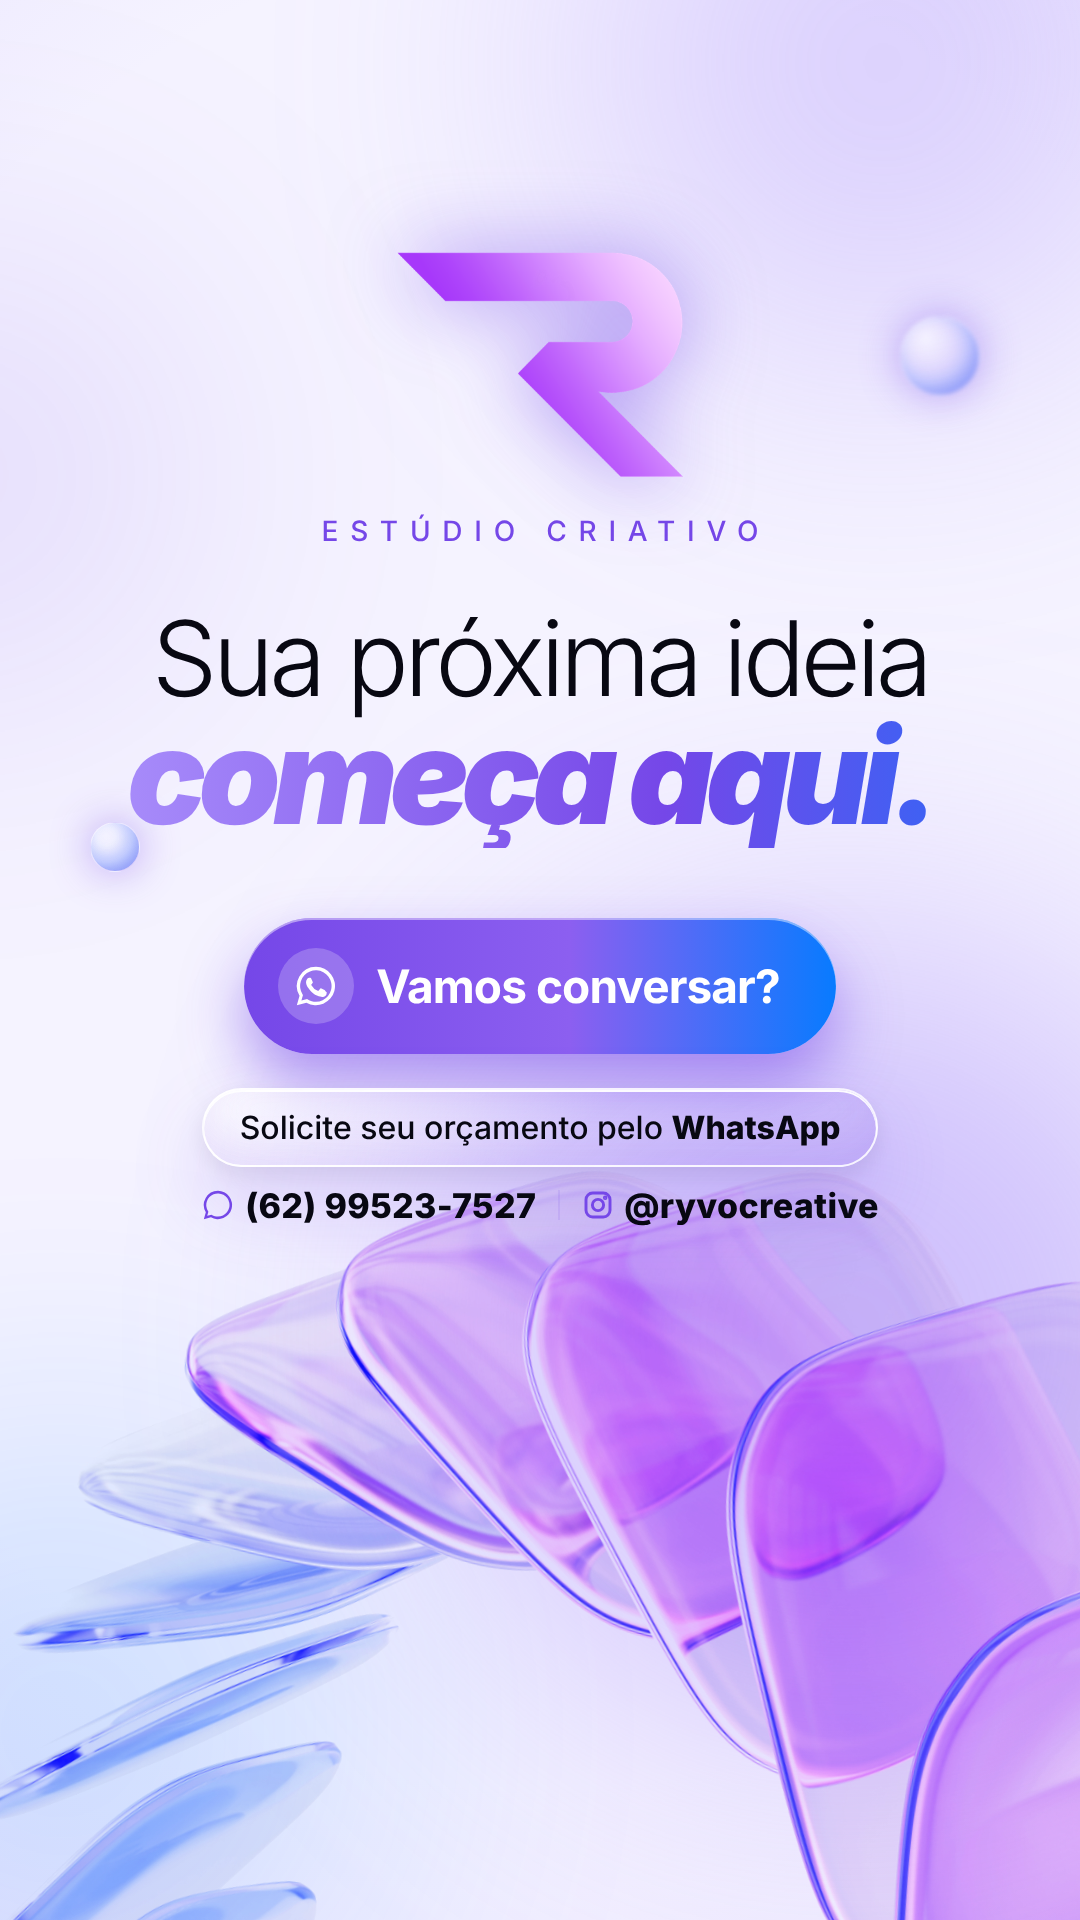 R
ESTÚDIO CRIATIVO
Sua próxima ideia
começa aqui.
Vamos conversar?
Solicite seu orçamento pelo WhatsApp
(62) 99523-7527 @ryvocreative